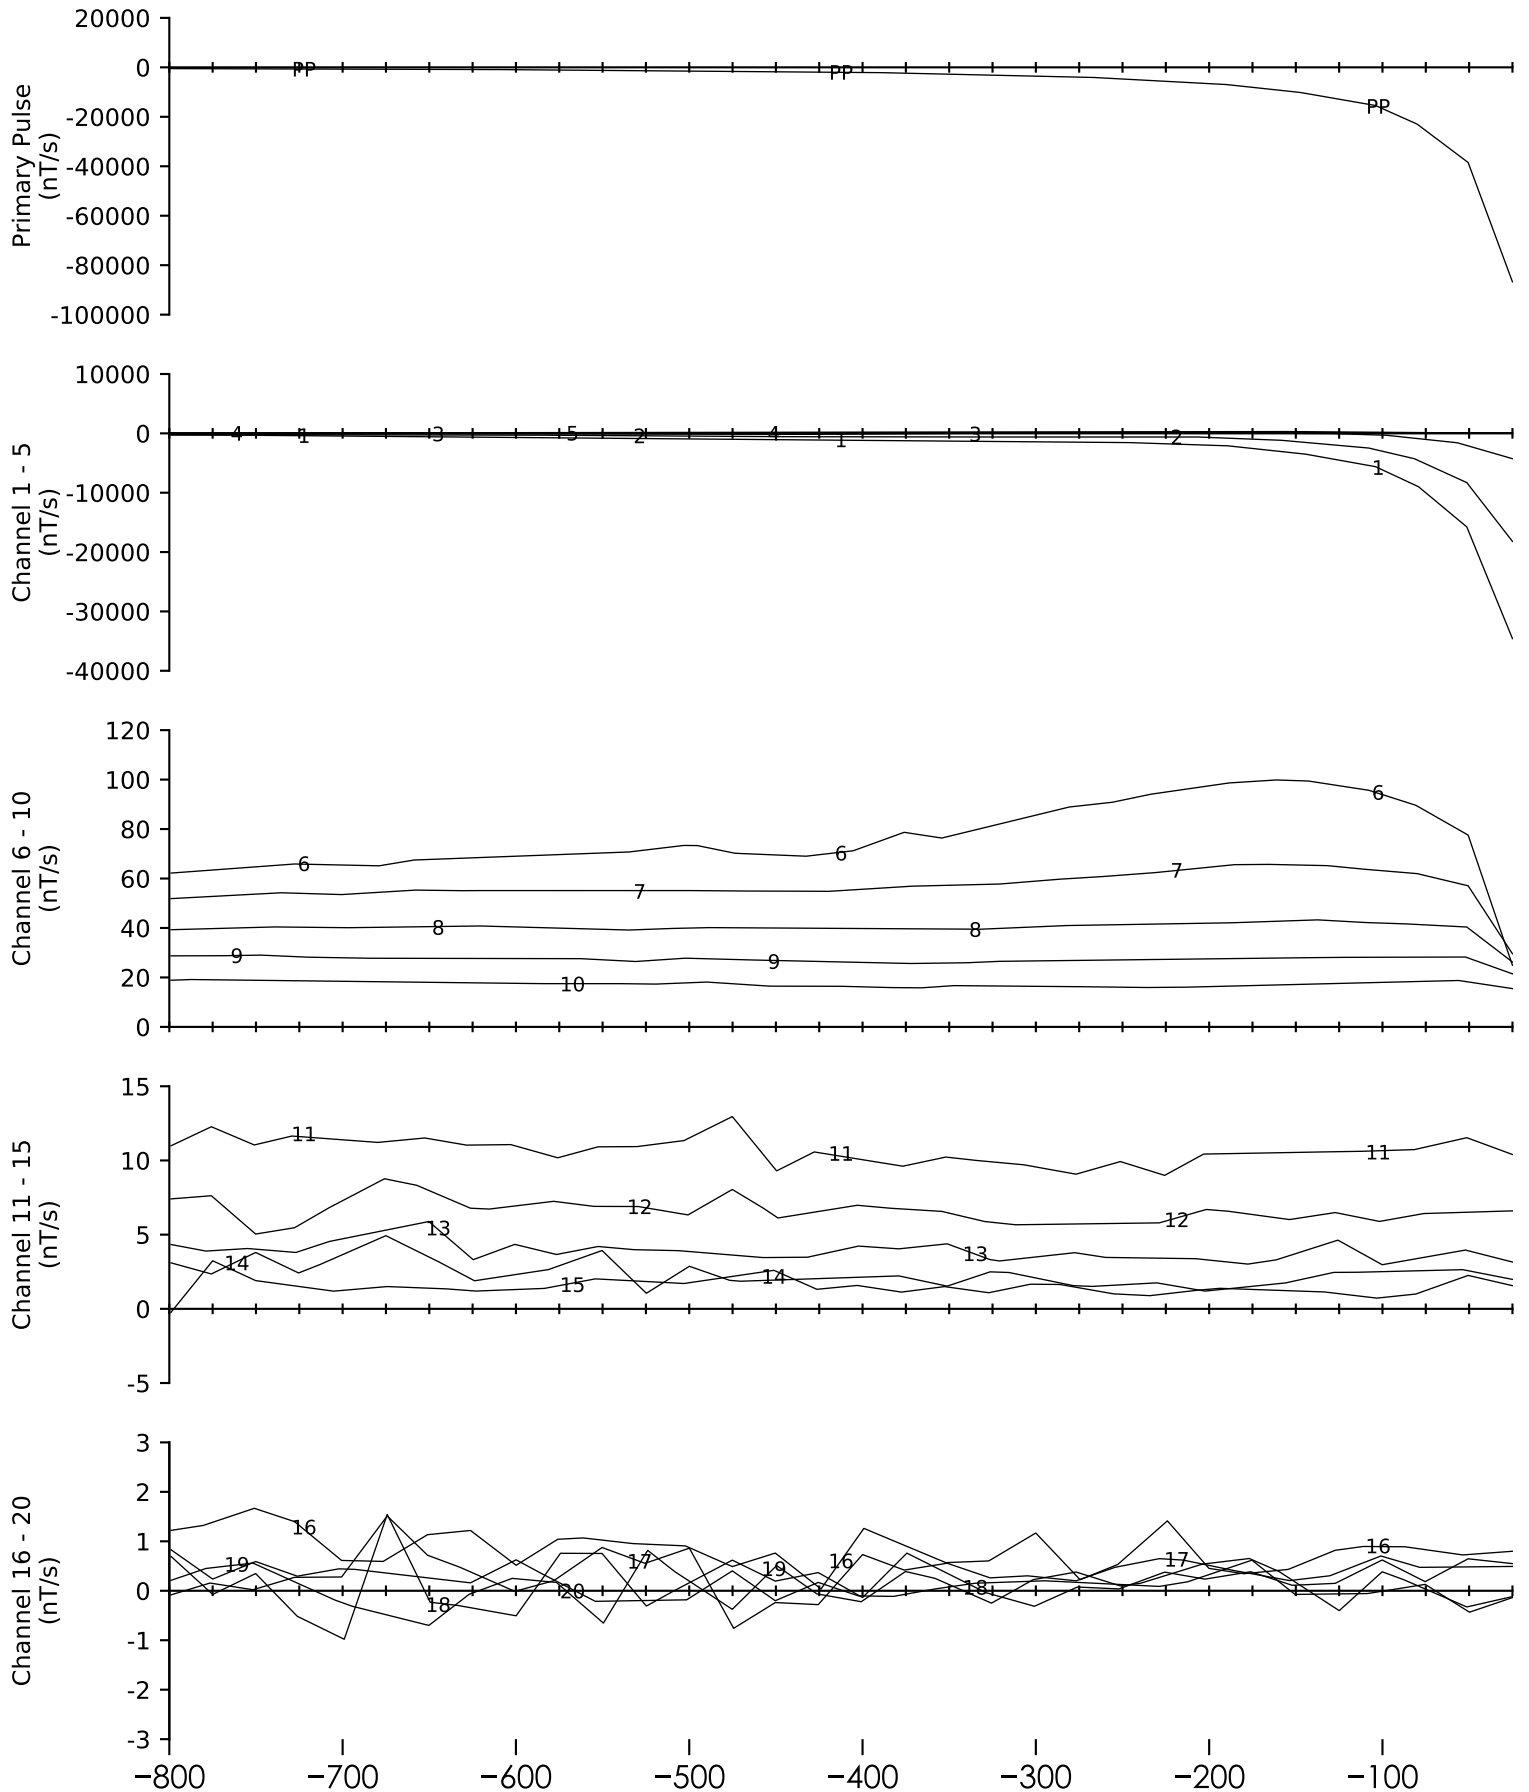 20000
0
-20000
-40000
-60000
-80000
-100000
Primary Pulse
(nT/s)
PP
PP
PP
PP
10000
0
-10000
-20000
-30000
-40000
Channel 1 - 5
(nT/s)
4 1 3 5 2 4 1 3 2 1
120
100
80
60
40
20
0
Channel 6 - 10
(nT/s)
6 6 6
7 7
8 8
9 9
10
15
10
5
0
-5
Channel 11 - 15
(nT/s)
11 11 11
12 12
13 13
14 14
15
3
2
1
0
-1
-2
-3
Channel 16 - 20
(nT/s)
16 16 16
17 17
19 19
18 18
20
−800 −700 −600 −500 −400 −300 −200 −100